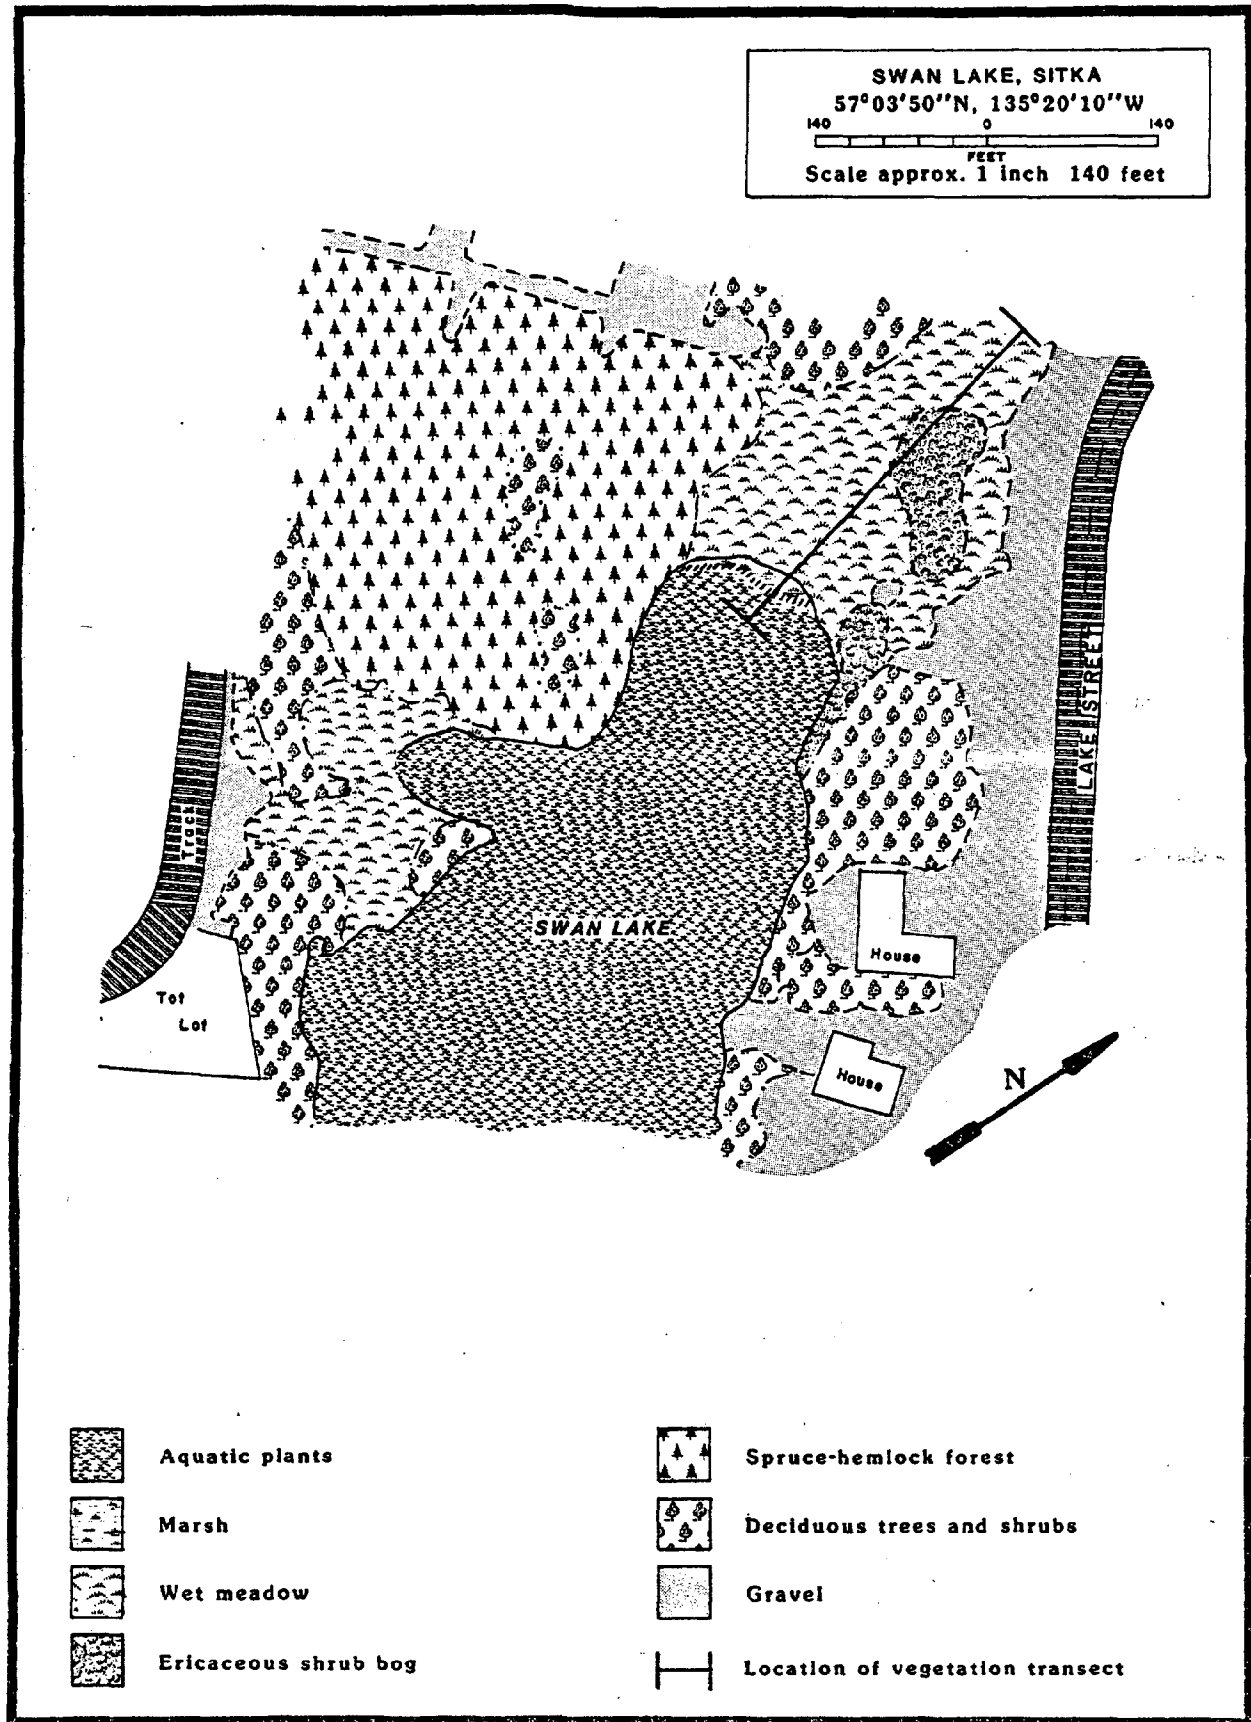 SWAN LAKE, SITKA
57°03'50"N, 135°20'10"W
140 0 140
FEET
Scale approx. 1 inch 140 feet
LAKE STREET
Track
SWAN LAKE
House
Tot
Lot
House
N
Aquatic plants
Marsh
Wet meadow
Ericaceous shrub bog
Spruce-hemlock forest
Deciduous trees and shrubs
Gravel
Location of vegetation transect